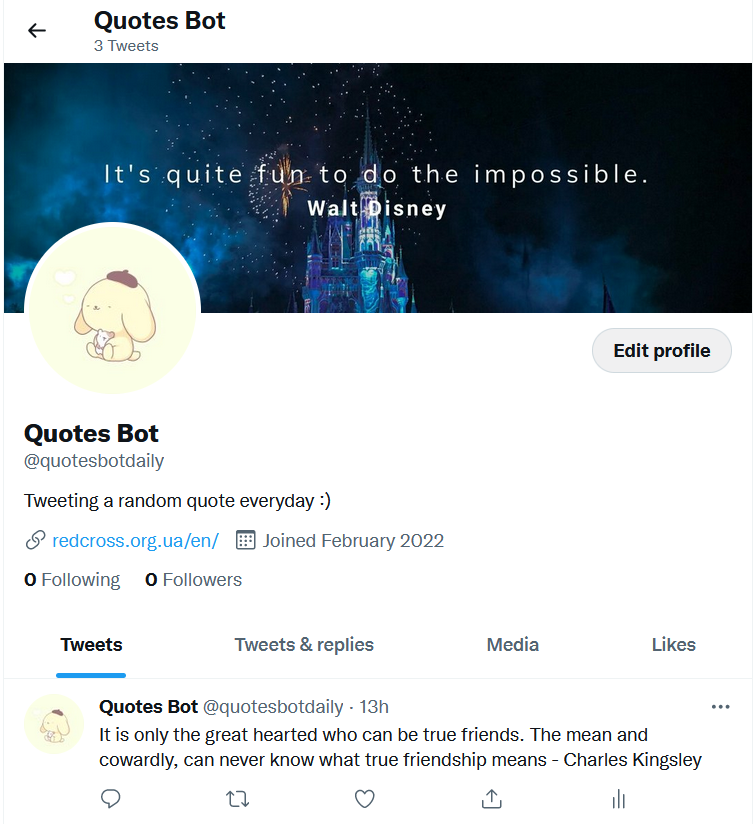 Quotes Bot
3 Tweets
It's quite fun to do the impossible.
Walt Disney
Edit profile
Quotes Bot
@quotesbotdaily
Tweeting a random quote everyday :)
redcross.org.ua/en/ Joined February 2022
0 Following 0 Followers
Tweets Tweets & replies Media Likes
Quotes Bot @quotesbotdaily · 13h
It is only the great hearted who can be true friends. The mean and
cowardly, can never know what true friendship means - Charles Kingsley